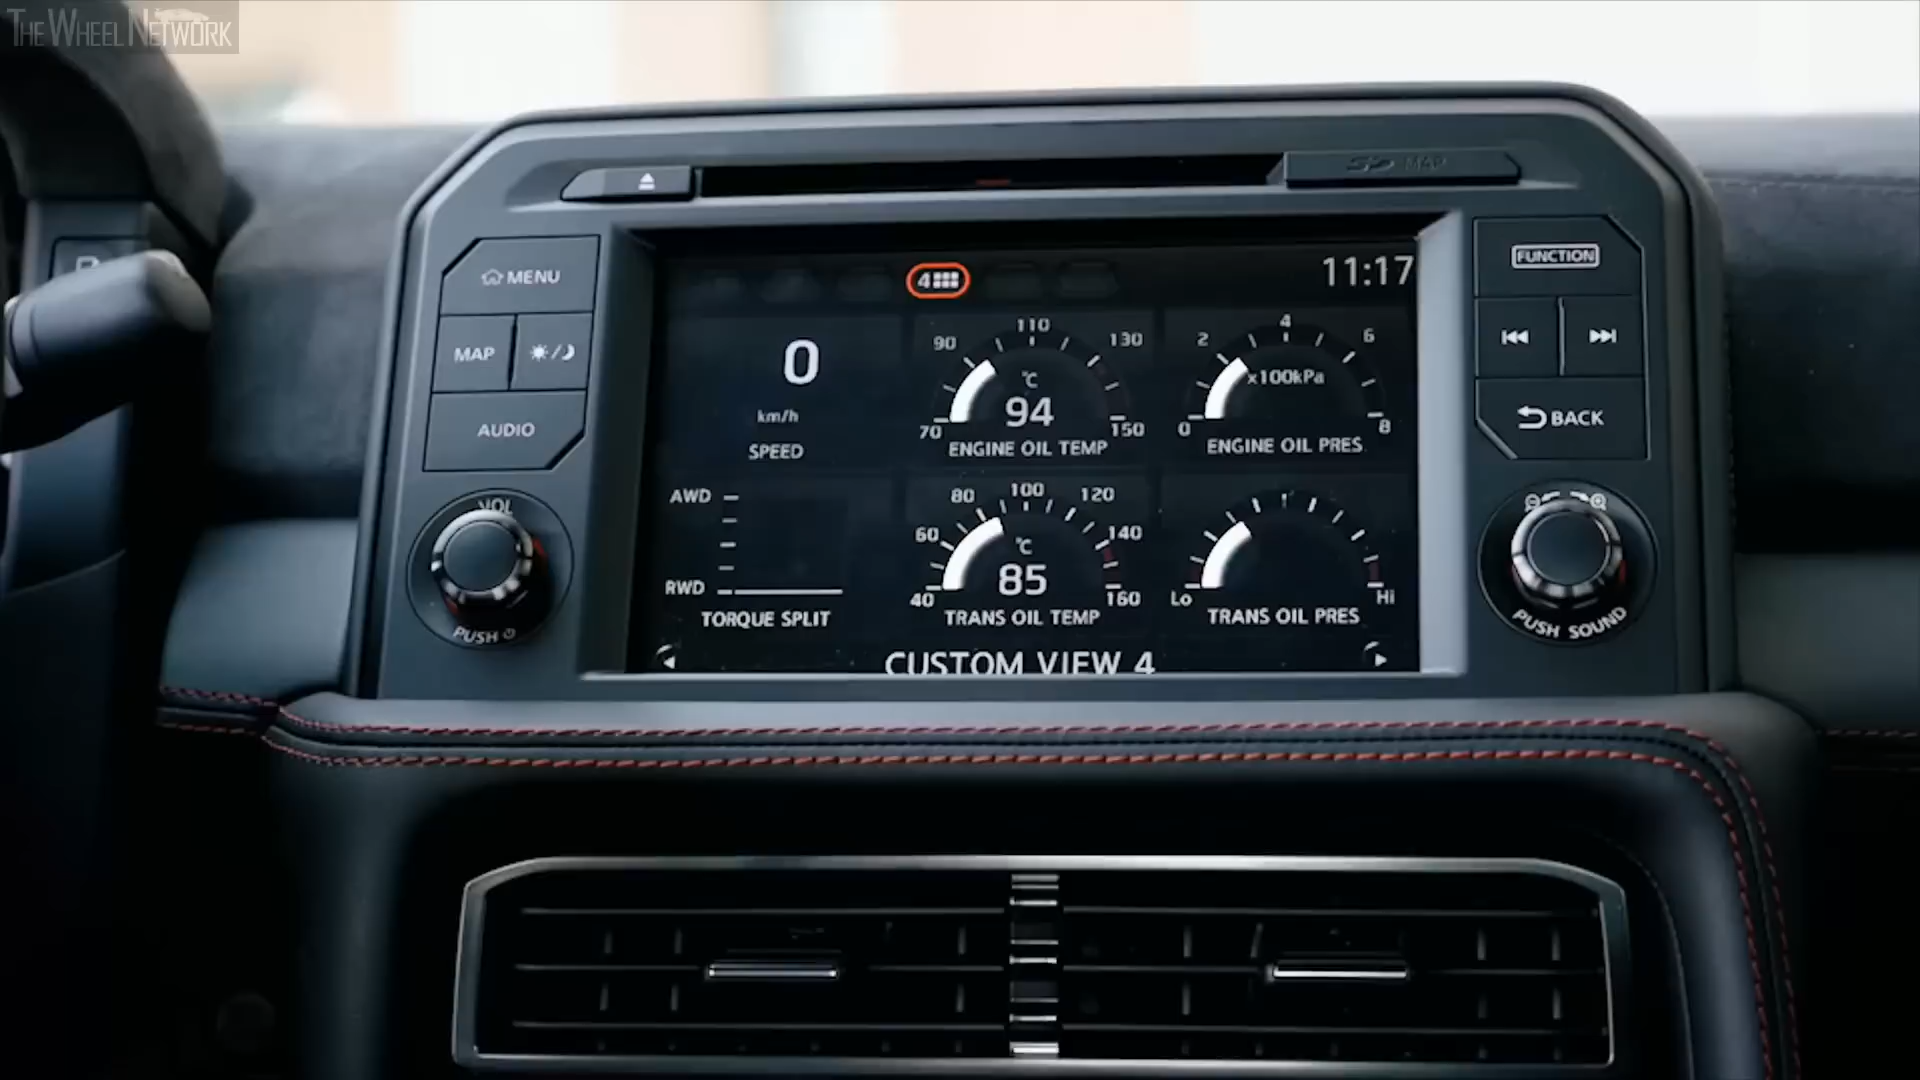 THE WHEEL NETWORK
SD MAP
MENU
MAP
AUDIO
VOL
PUSH
4
11:17
0
km/h
SPEED
70 90 110 130 150
°C
94
ENGINE OIL TEMP
0 2 4 6 8
x100kPa
ENGINE OIL PRES
AWD
RWD
TORQUE SPLIT
40 60 80 100 120 140 160
°C
85
TRANS OIL TEMP
Lo Hi
TRANS OIL PRES
CUSTOM VIEW 4
FUNCTION
BACK
PUSH SOUND